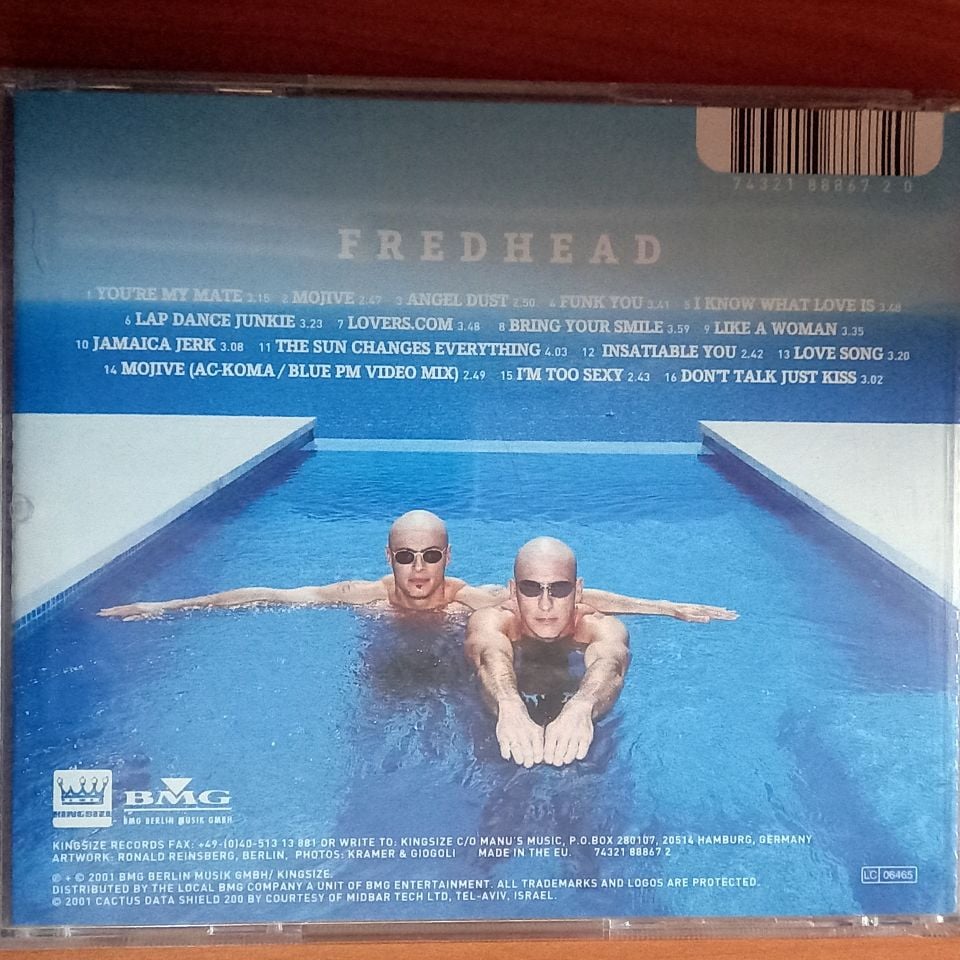 74321 88867 2 0
FREDHEAD
1 YOU'RE MY MATE 3,15 2 MOJIVE 2:47 3 ANGEL DUST 2,50 4 FUNK YOU 3,41 5 I KNOW WHAT LOVE IS 3,48
6 LAP DANCE JUNKIE 3,23 7 LOVERS.COM 3,48 8 BRING YOUR SMILE 3,59 9 LIKE A WOMAN 3,35
10 JAMAICA JERK 3,08 11 THE SUN CHANGES EVERYTHING 4,03 12 INSATIABLE YOU 2,42 13 LOVE SONG 3,20
14 MOJIVE (AC-KOMA / BLUE PM VIDEO MIX) 2,49 15 I'M TOO SEXY 2,43 16 DON'T TALK JUST KISS 3,02
KINGSIZE
BMG
BMG BERLIN MUSIK GMBH
KINGSIZE RECORDS FAX: +49-(0)40-513 13 881 OR WRITE TO: KINGSIZE C/O MANU'S MUSIC, P.O.BOX 280107, 20514 HAMBURG, GERMANY
ARTWORK: RONALD REINSBERG, BERLIN, PHOTOS: KRAMER & GIOGOLI MADE IN THE EU. 74321 88867 2
℗ + © 2001 BMG BERLIN MUSIK GMBH/ KINGSIZE.
DISTRIBUTED BY THE LOCAL BMG COMPANY A UNIT OF BMG ENTERTAINMENT. ALL TRADEMARKS AND LOGOS ARE PROTECTED.
© 2001 CACTUS DATA SHIELD 200 BY COURTESY OF MIDBAR TECH LTD, TEL-AVIV, ISRAEL.
LC 06465